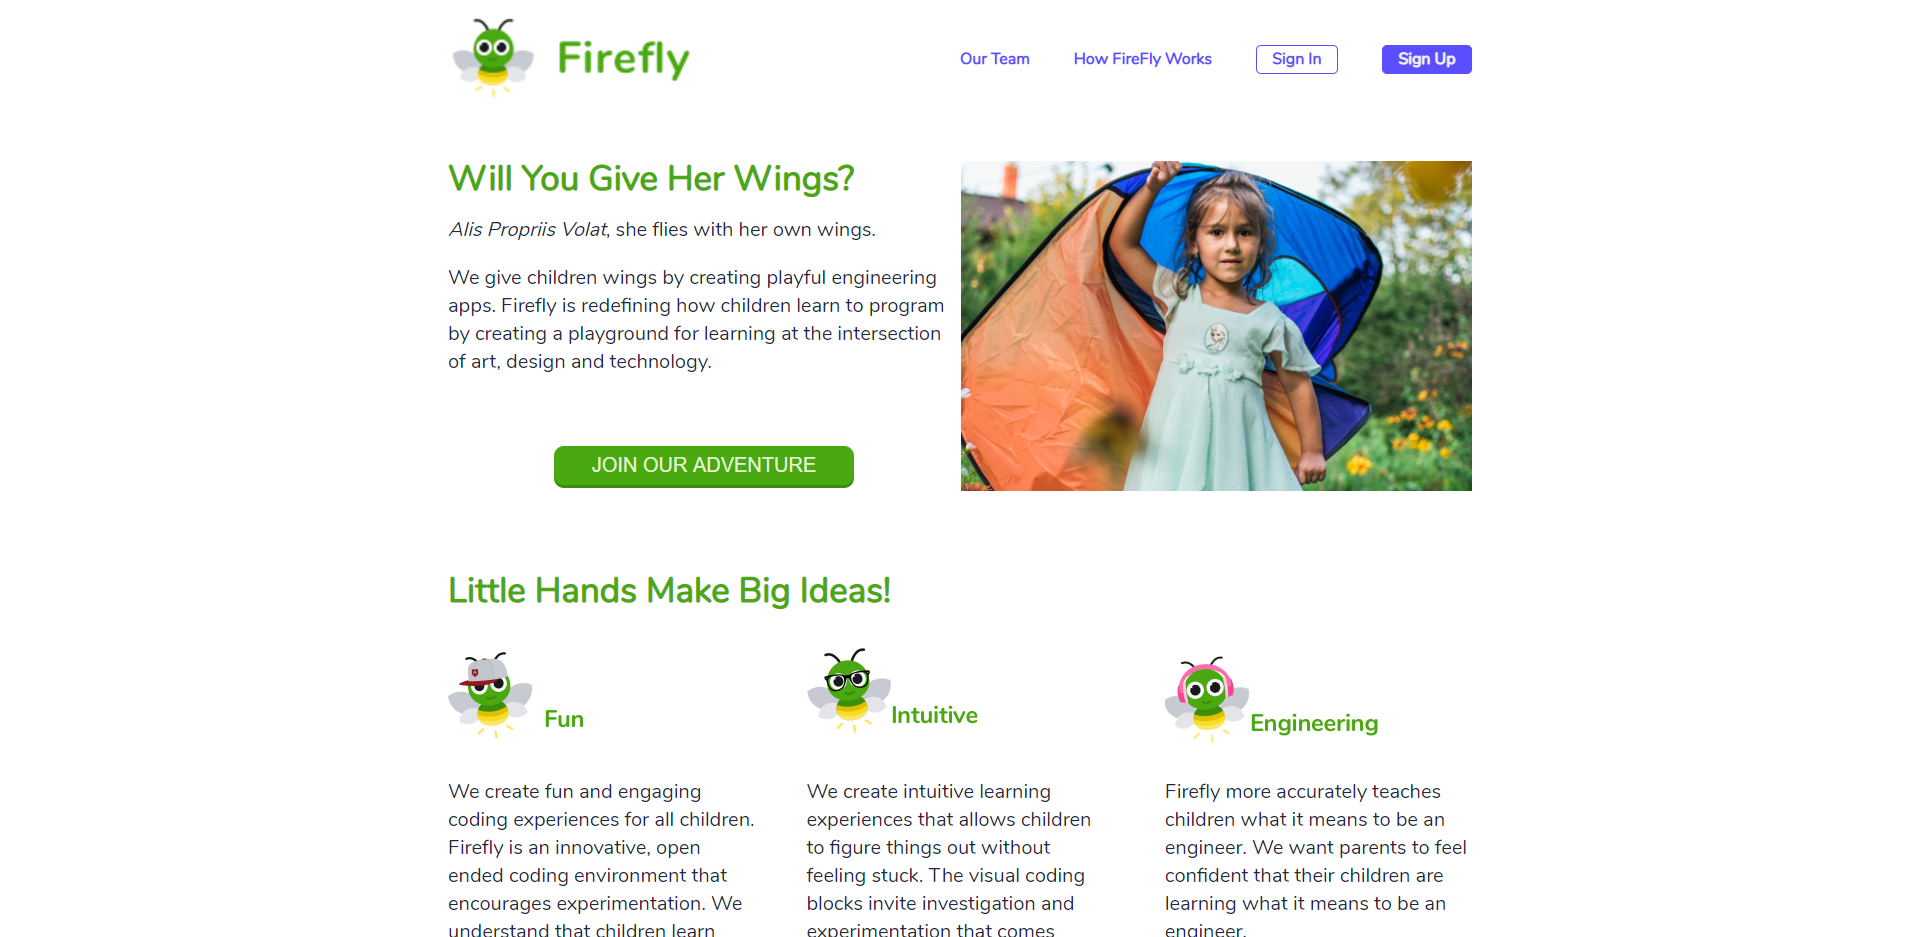 Firefly
Our Team
How FireFly Works
Sign In
Sign Up
Will You Give Her Wings?
Alis Propriis Volat, she flies with her own wings.
We give children wings by creating playful engineering
apps. Firefly is redefining how children learn to program
by creating a playground for learning at the intersection
of art, design and technology.
JOIN OUR ADVENTURE
Little Hands Make Big Ideas!
Fun
We create fun and engaging
coding experiences for all children.
Firefly is an innovative, open
ended coding environment that
encourages experimentation. We
understand that children learn
Intuitive
We create intuitive learning
experiences that allows children
to figure things out without
feeling stuck. The visual coding
blocks invite investigation and
experimentation that comes
Engineering
Firefly more accurately teaches
children what it means to be an
engineer. We want parents to feel
confident that their children are
learning what it means to be an
engineer.